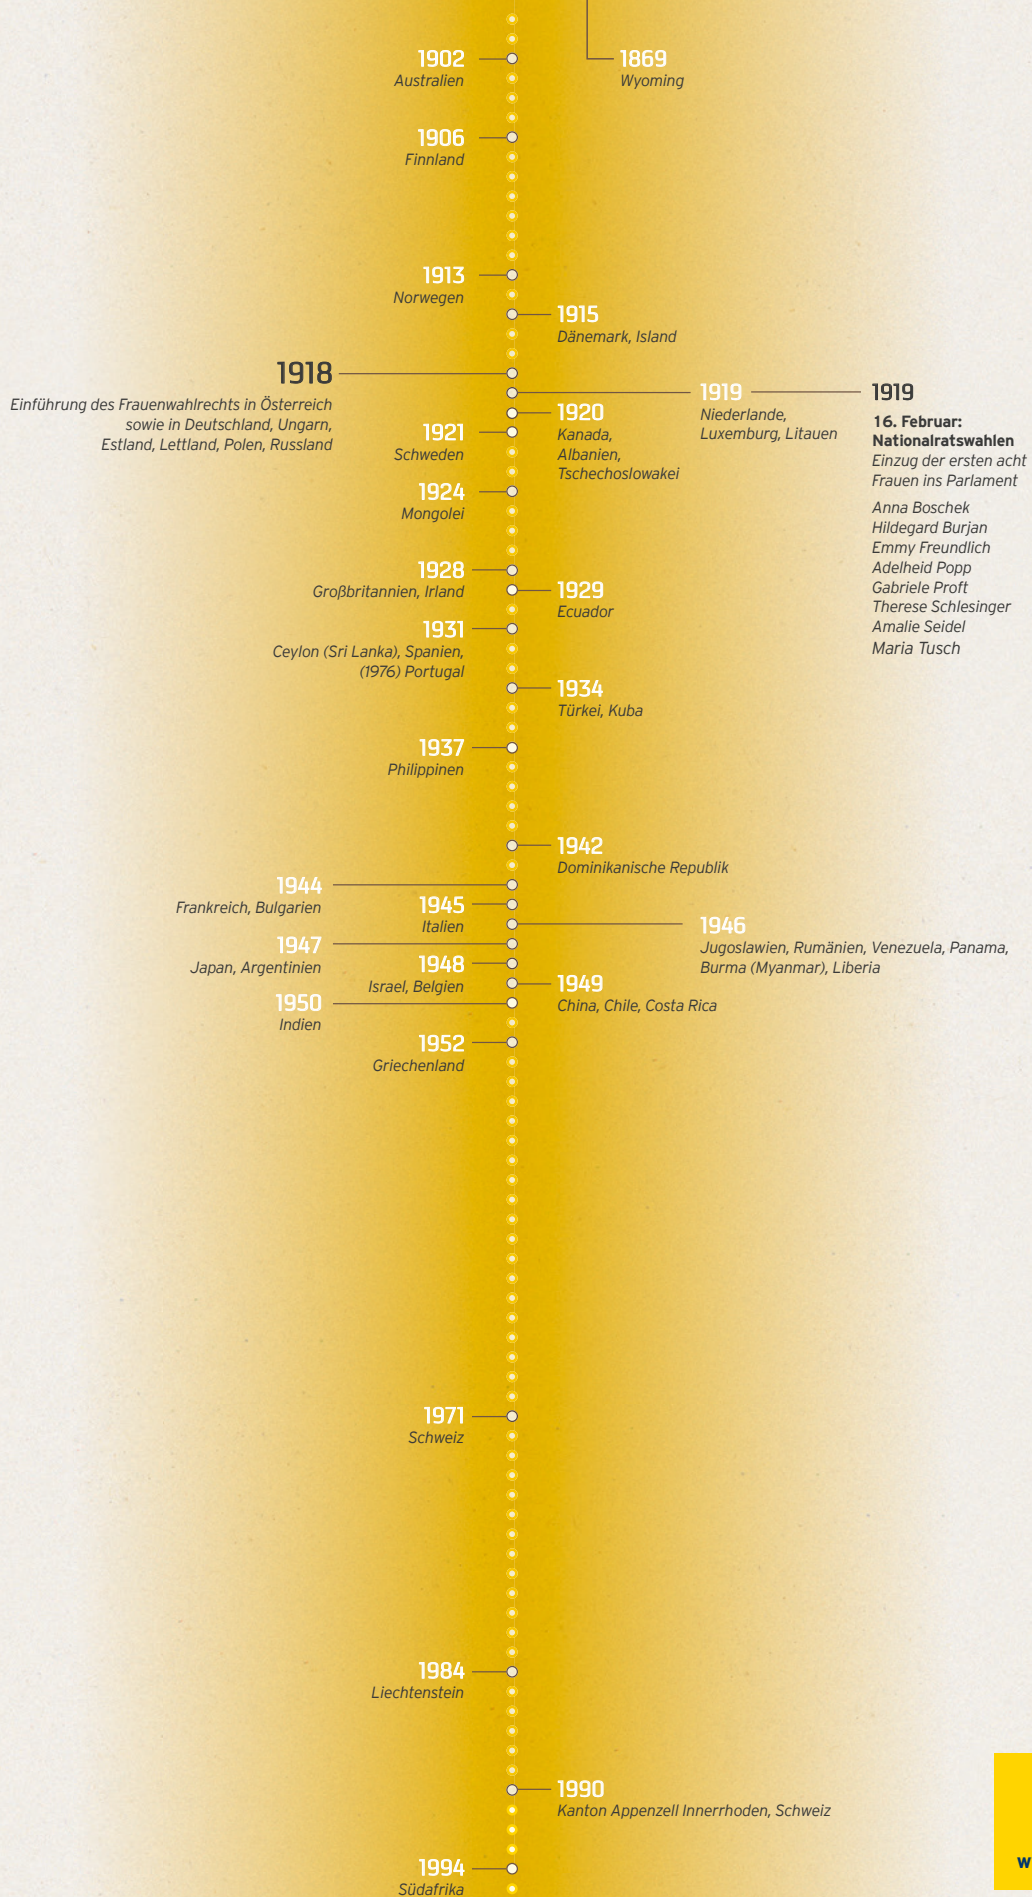 1902
Australien
1869
Wyoming
1906
Finnland
1913
Norwegen
1915
Dänemark, Island
1918
Einführung des Frauenwahlrechts in Österreich
sowie in Deutschland, Ungarn,
Estland, Lettland, Polen, Russland
1919
Niederlande,
Luxemburg, Litauen
1919
16. Februar:
Nationalratswahlen
Einzug der ersten acht
Frauen ins Parlament
Anna Boschek
Hildegard Burjan
Emmy Freundlich
Adelheid Popp
Gabriele Proft
Therese Schlesinger
Amalie Seidel
Maria Tusch
1920
Kanada,
Albanien,
Tschechoslowakei
1921
Schweden
1924
Mongolei
1928
Großbritannien, Irland
1929
Ecuador
1931
Ceylon (Sri Lanka), Spanien,
(1976) Portugal
1934
Türkei, Kuba
1937
Philippinen
1942
Dominikanische Republik
1944
Frankreich, Bulgarien
1945
Italien
1946
Jugoslawien, Rumänien, Venezuela, Panama,
Burma (Myanmar), Liberia
1947
Japan, Argentinien
1948
Israel, Belgien
1949
China, Chile, Costa Rica
1950
Indien
1952
Griechenland
1971
Schweiz
1984
Liechtenstein
1990
Kanton Appenzell Innerrhoden, Schweiz
1994
Südafrika